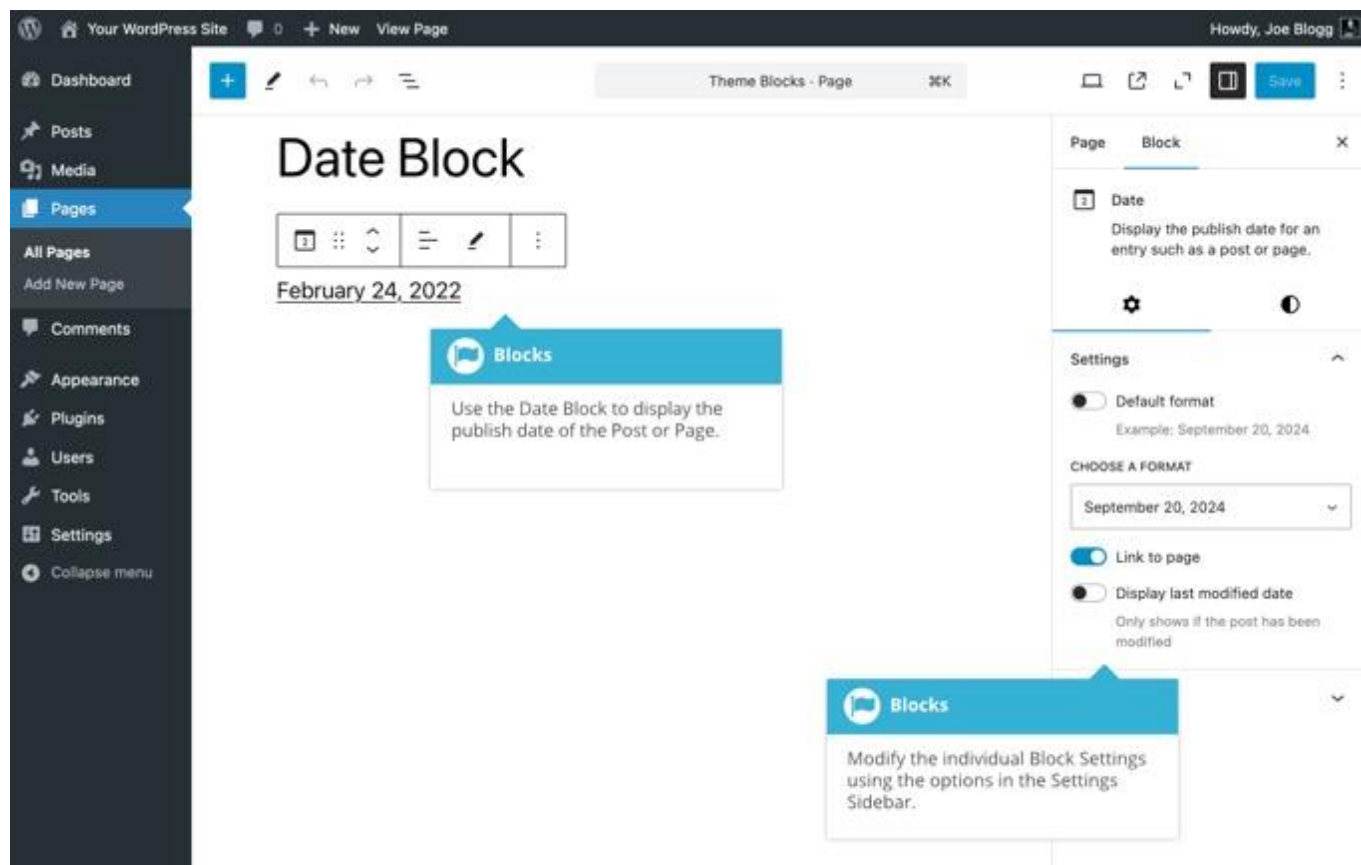 Your WordPress Site 0 + New View Page Howdy, Joe Blogg
Dashboard
Posts
Media
Pages
All Pages
Add New Page
Comments
Appearance
Plugins
Users
Tools
Settings
Collapse menu
Theme Blocks · Page ⌘K
Save
Date Block
February 24, 2022
Blocks
Use the Date Block to display the
publish date of the Post or Page.
Page Block
Date
Display the publish date for an
entry such as a post or page.
Settings
Default format
Example: September 20, 2024
CHOOSE A FORMAT
September 20, 2024
Link to page
Display last modified date
Only shows if the post has been
modified
Blocks
Modify the individual Block Settings
using the options in the Settings
Sidebar.